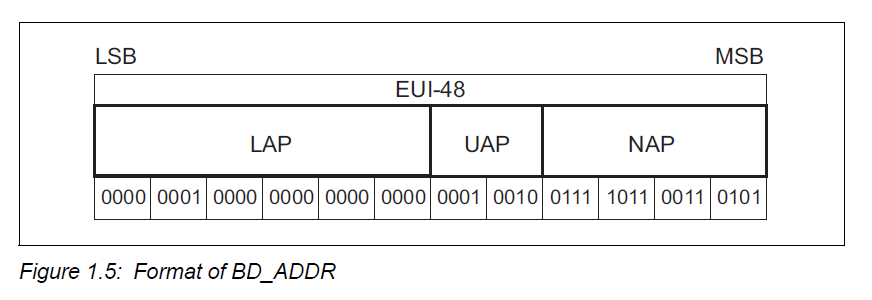 LSB MSB
EUI-48
LAP UAP NAP
0000 0001 0000 0000 0000 0000 0001 0010 0111 1011 0011 0101
Figure 1.5: Format of BD_ADDR